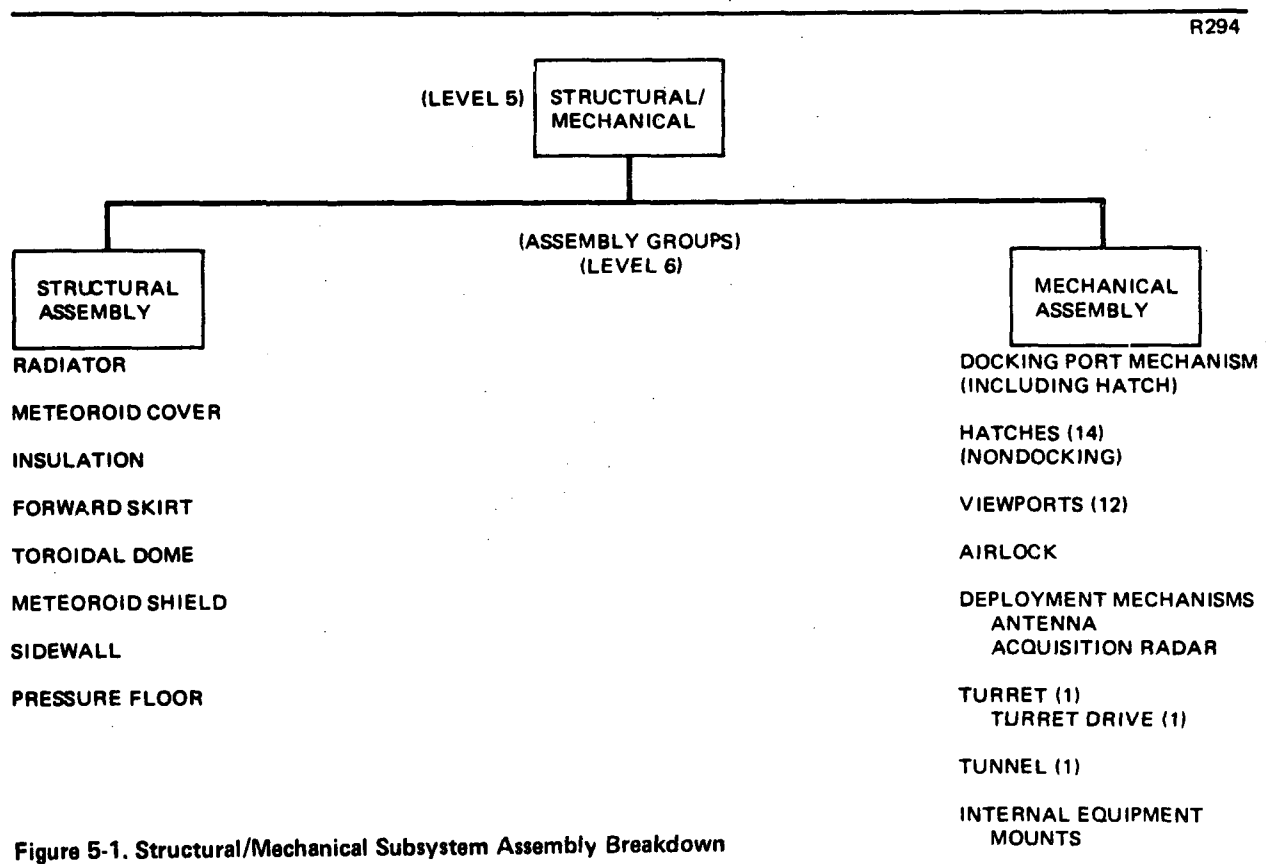 R294
(LEVEL 5)
STRUCTURAL/
MECHANICAL
(ASSEMBLY GROUPS)
(LEVEL 6)
STRUCTURAL
ASSEMBLY
RADIATOR
METEOROID COVER
INSULATION
FORWARD SKIRT
TOROIDAL DOME
METEOROID SHIELD
SIDEWALL
PRESSURE FLOOR
MECHANICAL
ASSEMBLY
DOCKING PORT MECHANISM
(INCLUDING HATCH)
HATCHES (14)
(NONDOCKING)
VIEWPORTS (12)
AIRLOCK
DEPLOYMENT MECHANISMS
ANTENNA
ACQUISITION RADAR
TURRET (1)
TURRET DRIVE (1)
TUNNEL (1)
INTERNAL EQUIPMENT
MOUNTS
Figure 5-1. Structural/Mechanical Subsystem Assembly Breakdown